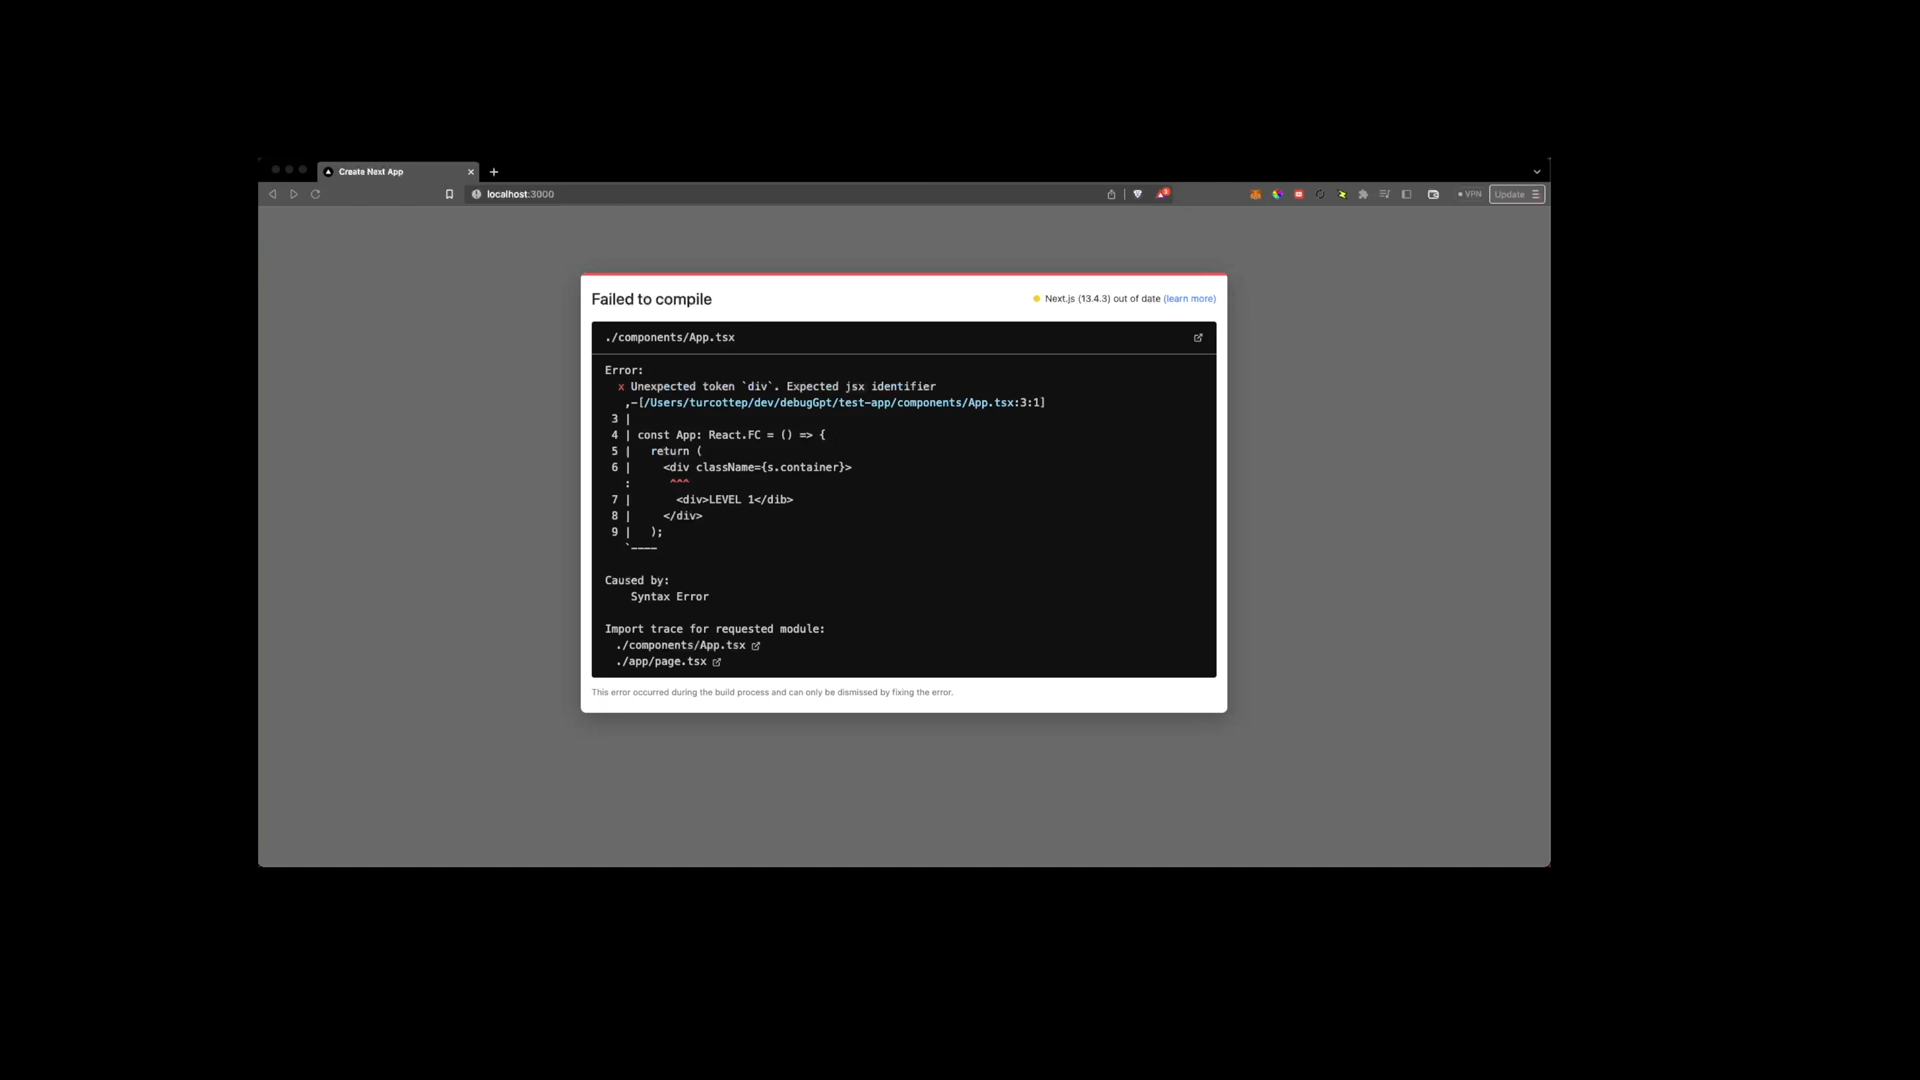 Create Next App
localhost:3000
3
VPN
Update
Failed to compile
Next.js (13.4.3) out of date (learn more)
./components/App.tsx
Error:
x Unexpected token `div`. Expected jsx identifier
,-[/Users/turcottep/dev/debugGpt/test-app/components/App.tsx:3:1]
3 |
4 | const App: React.FC = () => {
5 |   return (
6 |     <div className={s.container}>
:      ^^^
7 |       <div>LEVEL 1</dib>
8 |     </div>
9 |   );
`----
Caused by:
Syntax Error
Import trace for requested module:
./components/App.tsx
./app/page.tsx
This error occurred during the build process and can only be dismissed by fixing the error.